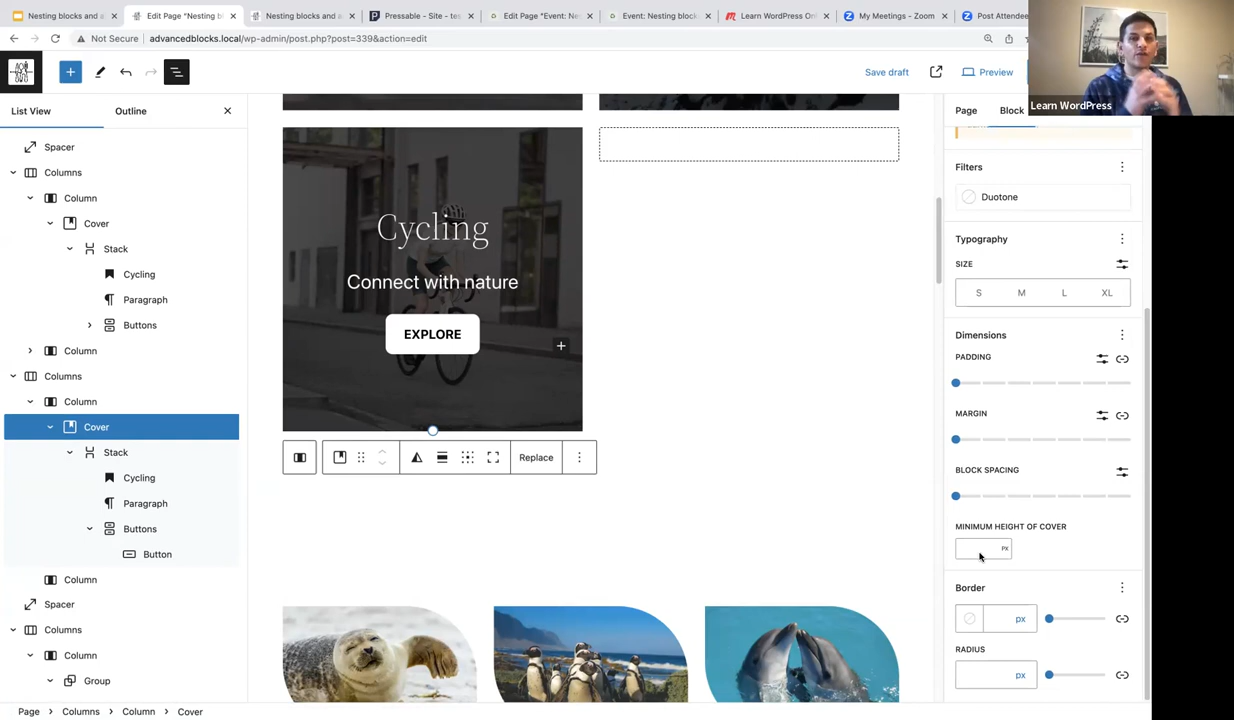 Nesting blocks and a
Edit Page "Nesting b
Nesting blocks and a
Pressable - Site - tes
Edit Page "Event: Nes
Event: Nesting block
Learn WordPress Onl
My Meetings - Zoom
Post Attendee
Not Secure
advancedblocks.local/wp-admin/post.php?post=339&action=edit
Learn WordPress
Save draft
Preview
List View
Outline
Page
Block
Spacer
Columns
Column
Cover
Stack
Cycling
Paragraph
Buttons
Column
Columns
Column
Cover
Stack
Cycling
Paragraph
Buttons
Button
Column
Spacer
Columns
Column
Group
Cycling
Connect with nature
EXPLORE
Replace
Filters
Duotone
Typography
SIZE
S M L XL
Dimensions
PADDING
MARGIN
BLOCK SPACING
MINIMUM HEIGHT OF COVER
PX
Border
px
RADIUS
px
Page > Columns > Column > Cover